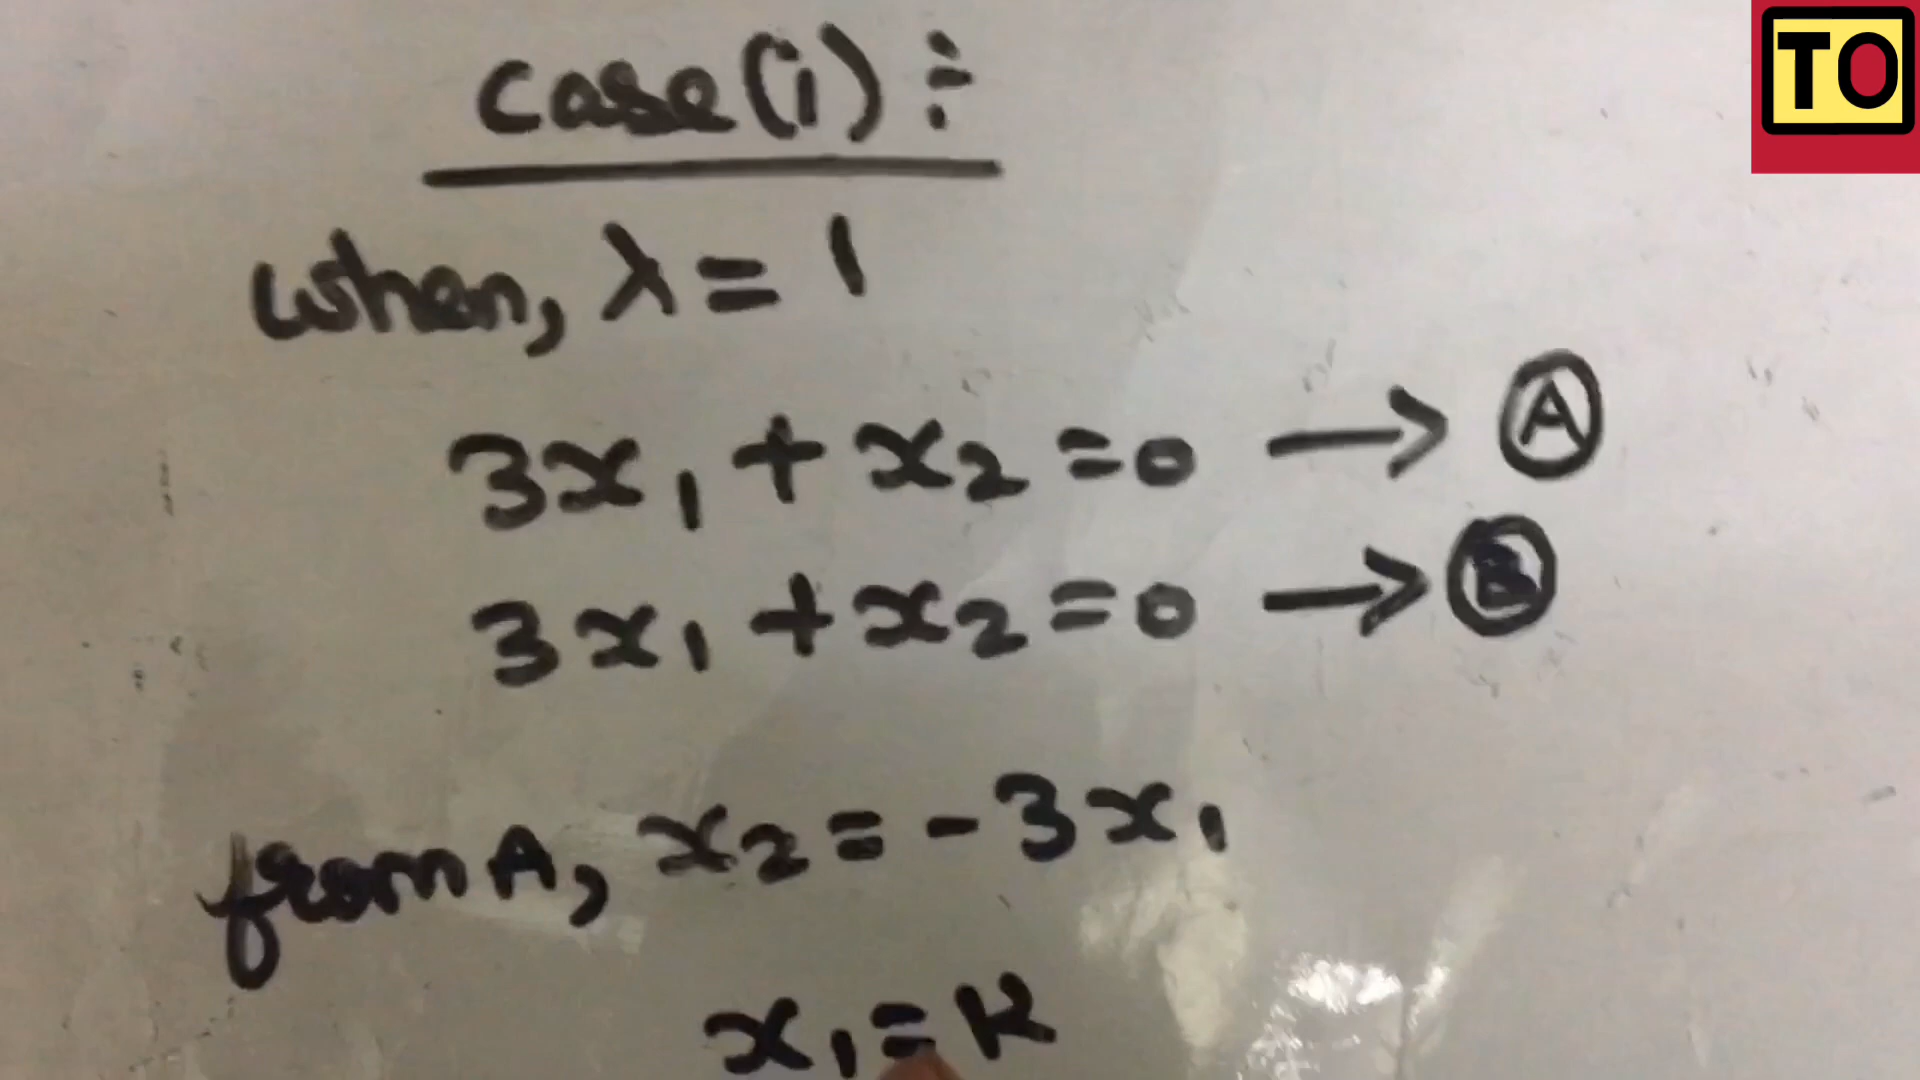 TO
case(i):
when, λ = 1
3x₁ + x₂ = 0 → Ⓐ
3x₁ + x₂ = 0 → Ⓑ
from A, x₂ = -3x₁
x₁ = K